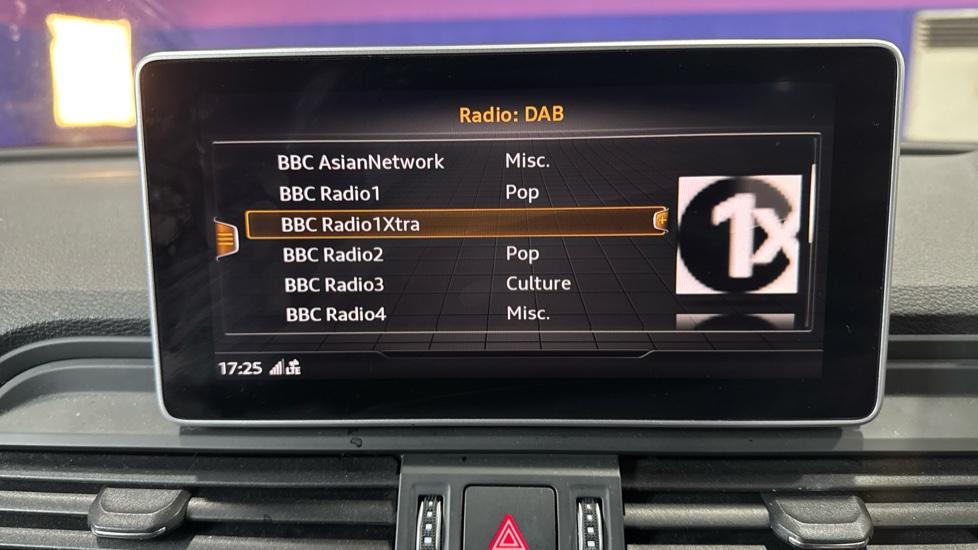 Radio: DAB
BBC AsianNetwork Misc.
BBC Radio1 Pop
BBC Radio1Xtra
BBC Radio2 Pop
BBC Radio3 Culture
BBC Radio4 Misc.
1x
17:25 LTE